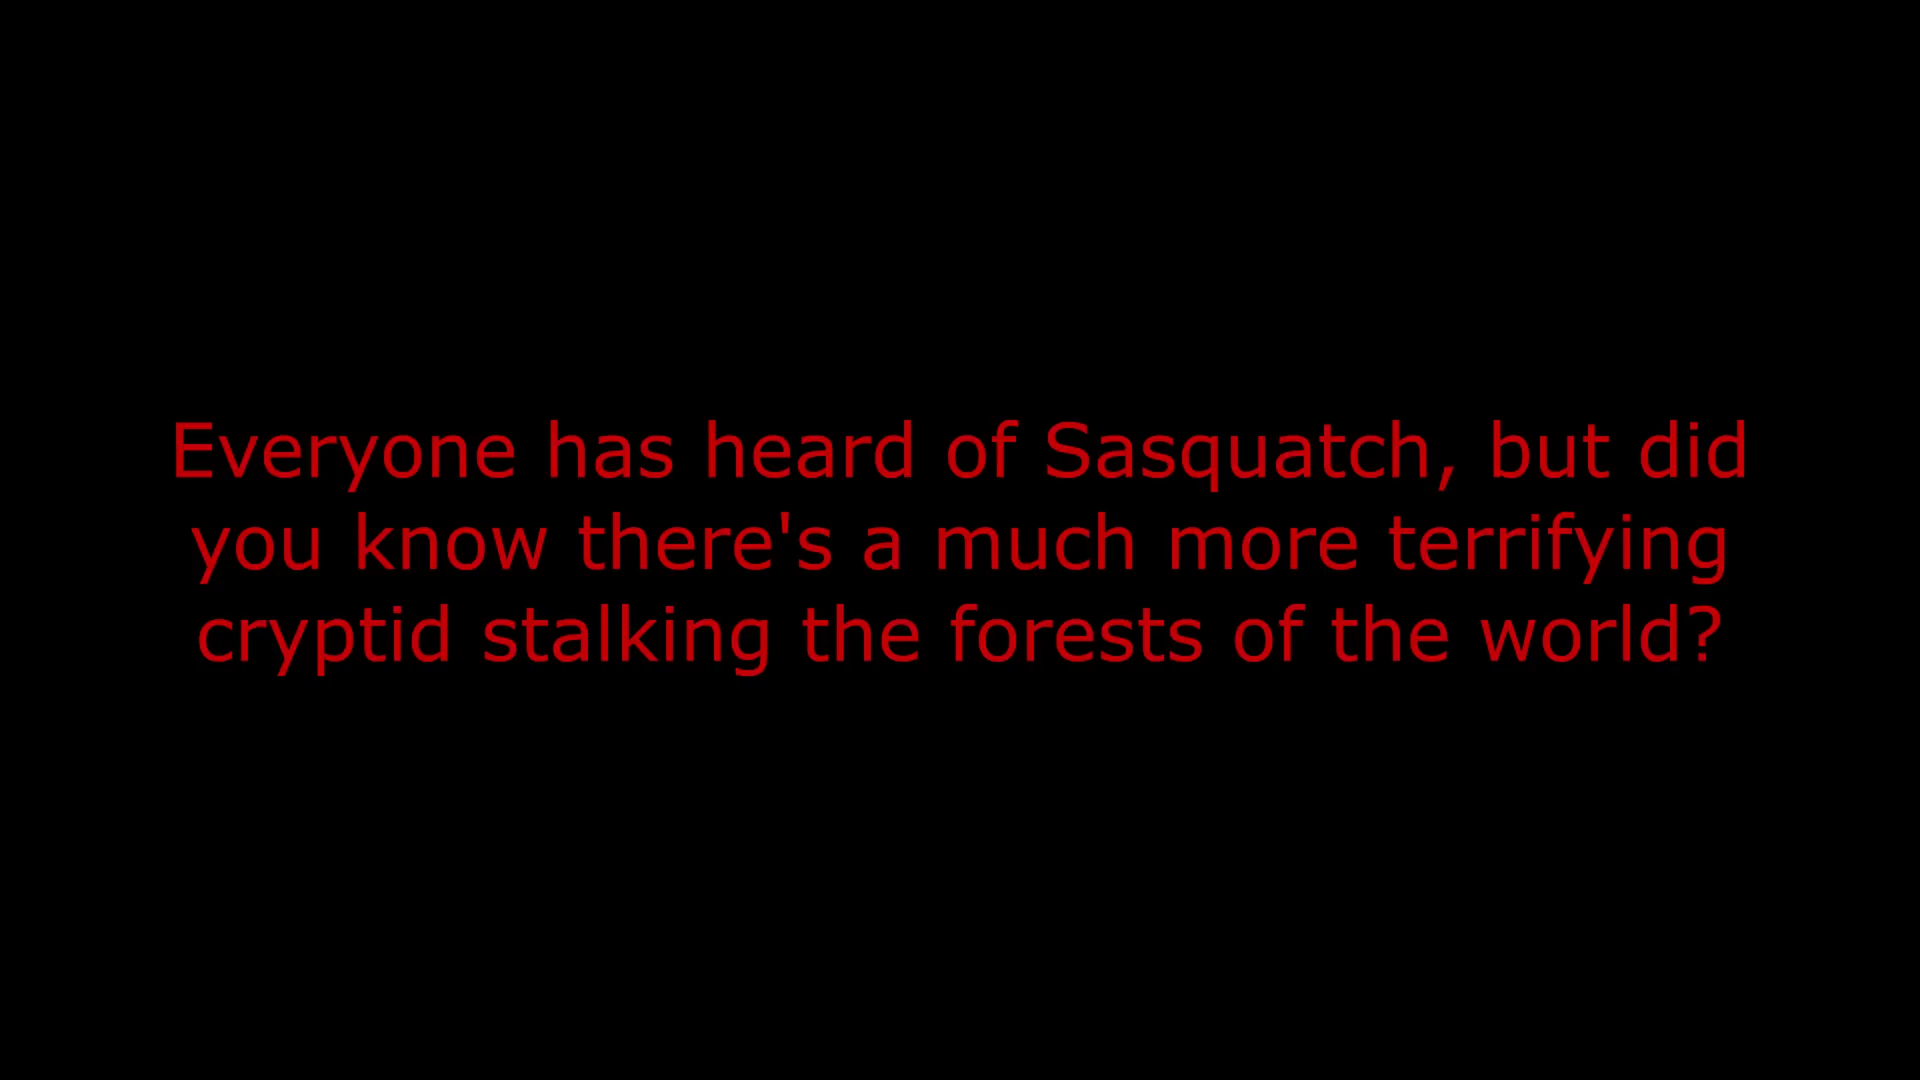 Everyone has heard of Sasquatch, but did
you know there's a much more terrifying
cryptid stalking the forests of the world?